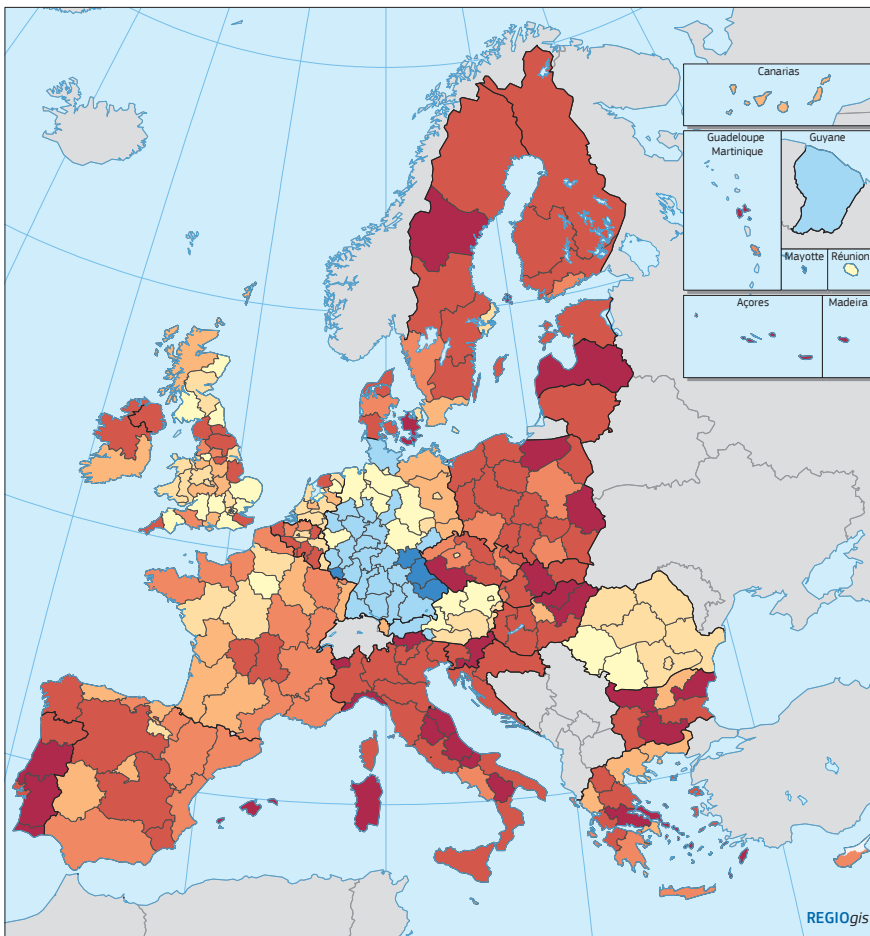 Canarias
Guadeloupe
Martinique
Guyane
Mayotte
Réunion
Açores
Madeira
REGIOgis